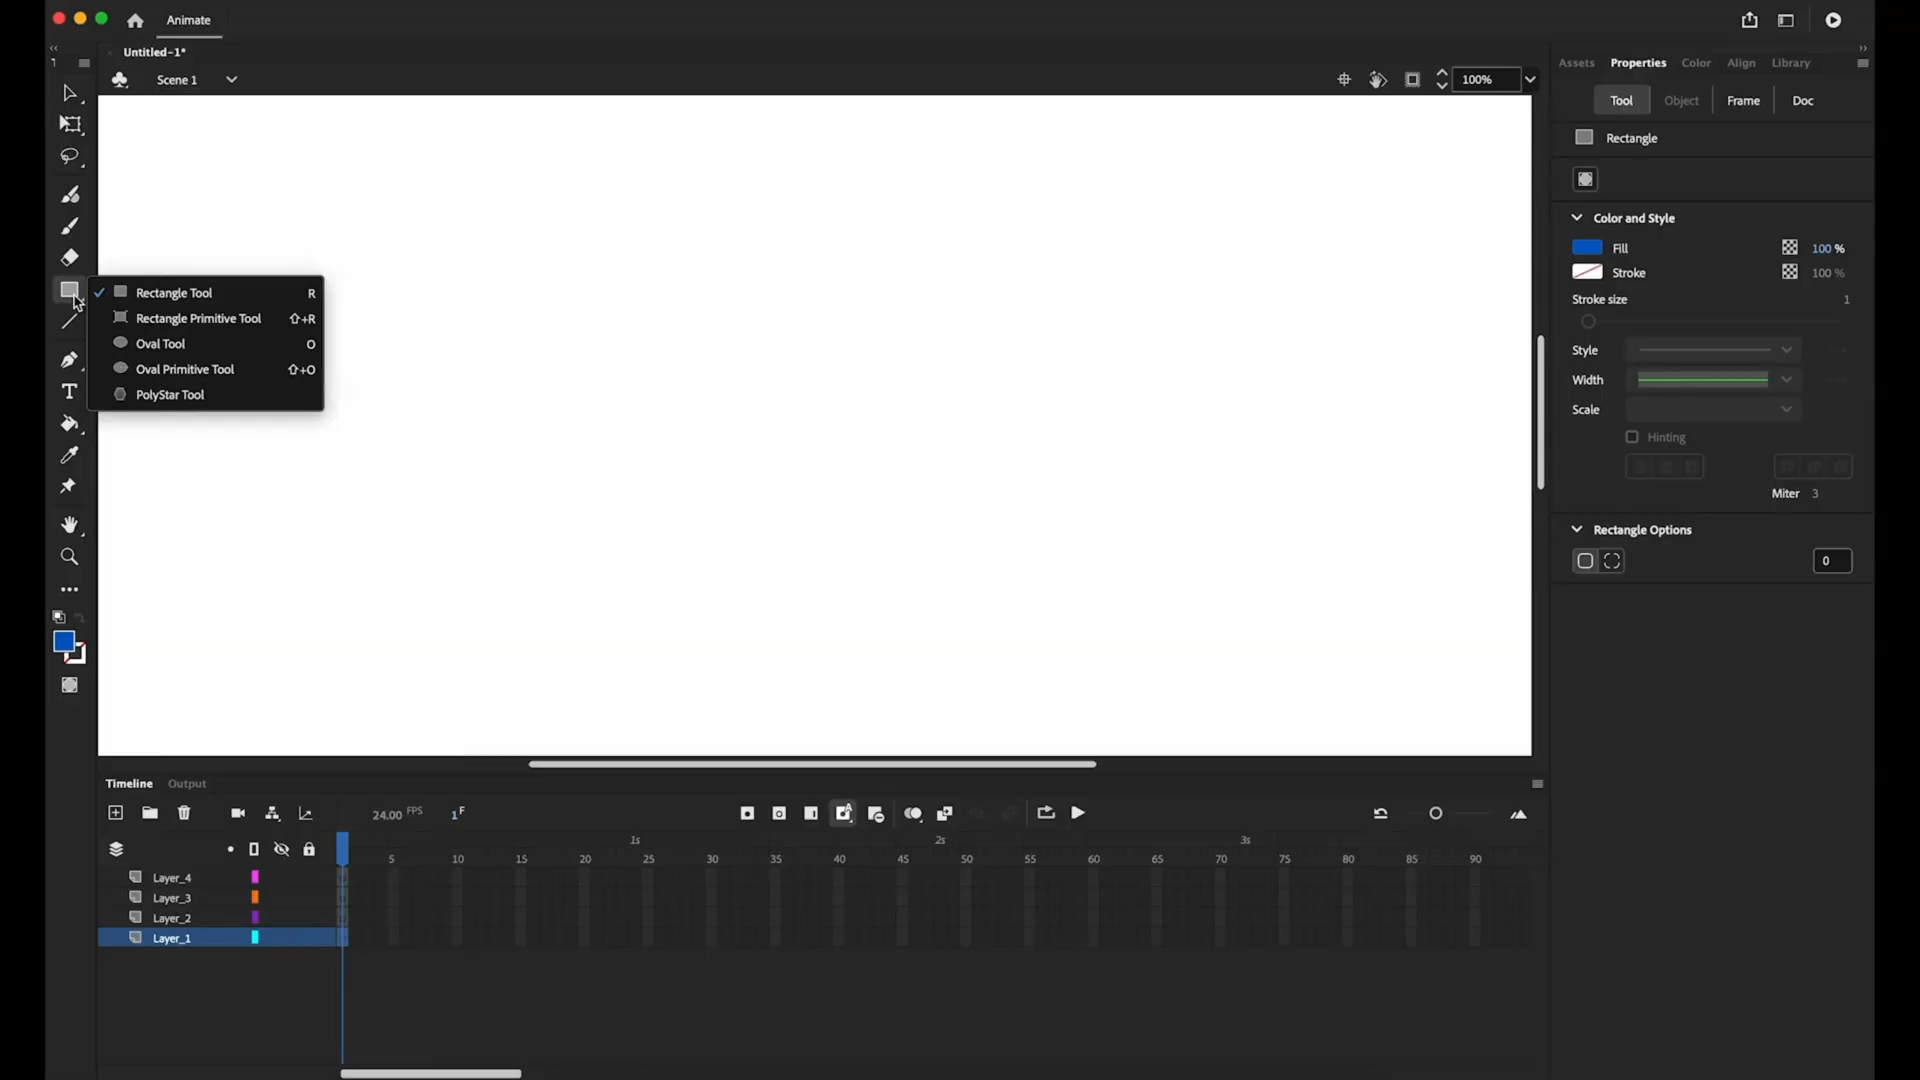 Animate
Untitled-1*
1
Scene 1
100%
Rectangle Tool R
Rectangle Primitive Tool ⇧+R
Oval Tool O
Oval Primitive Tool ⇧+O
PolyStar Tool
T
Assets Properties Color Align Library
Tool Object Frame Doc
Rectangle
Color and Style
Fill 100 %
Stroke 100 %
Stroke size 1
Style
Width
Scale
Hinting
Miter 3
Rectangle Options
0
Timeline Output
24.00 FPS 1 F
1s 2s 3s
5 10 15 20 25 30 35 40 45 50 55 60 65 70 75 80 85 90
Layer_4
Layer_3
Layer_2
Layer_1